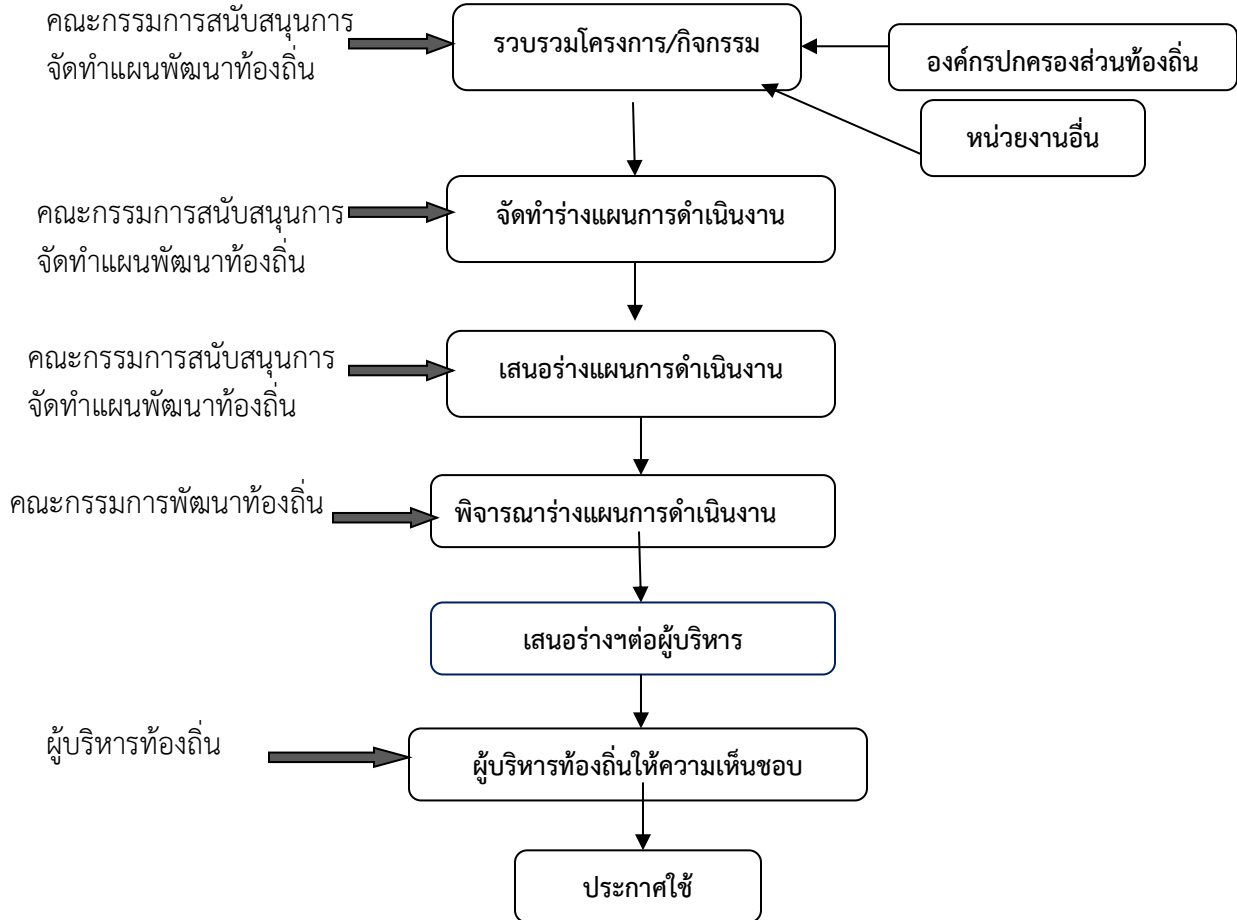 คณะกรรมการสนับสนุนการ
จัดทำแผนพัฒนาท้องถิ่น
รวบรวมโครงการ/กิจกรรม
องค์กรปกครองส่วนท้องถิ่น
หน่วยงานอื่น
คณะกรรมการสนับสนุนการ
จัดทำแผนพัฒนาท้องถิ่น
จัดทำร่างแผนการดำเนินงาน
คณะกรรมการสนับสนุนการ
จัดทำแผนพัฒนาท้องถิ่น
เสนอร่างแผนการดำเนินงาน
คณะกรรมการพัฒนาท้องถิ่น
พิจารณาร่างแผนการดำเนินงาน
เสนอร่างฯต่อผู้บริหาร
ผู้บริหารท้องถิ่น
ผู้บริหารท้องถิ่นให้ความเห็นชอบ
ประกาศใช้